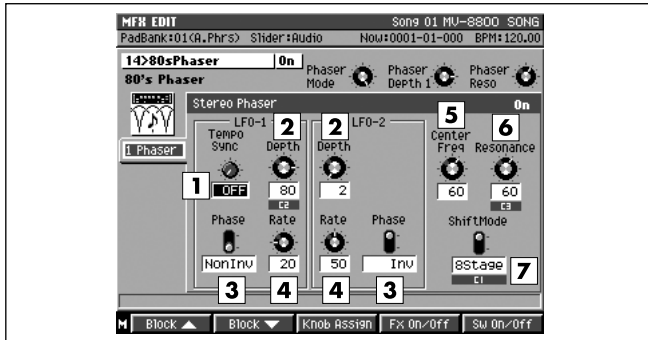 MFX EDIT Song 01 MV-8800 SONG
PadBank:01(A.Phrs) Slider:Audio Now:0001-01-000 BPM:120.00
14>80sPhaser On
80's Phaser
Phaser Mode
Phaser Depth 1
Phaser Reso
Stereo Phaser On
1 Phaser
LFO-1
LFO-2
Tempo Sync
2 Depth
2 Depth
5 Center Freq
6 Resonance
1 OFF
80
C2
2
60
60
C3
Phase
Rate
Rate
Phase
ShiftMode
NonInv
20
50
Inv
8Stage
C1
7
3
4
4
3
M Block ▲ Block ▼ Knob Assign FX On/Off Sw On/Off